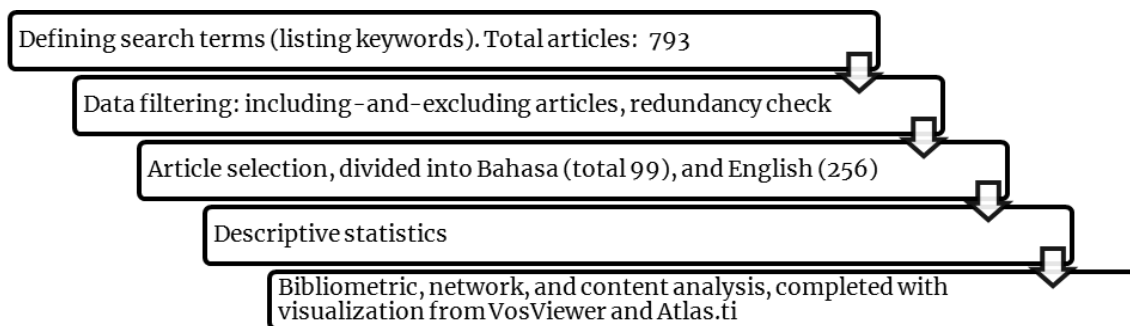 Defining search terms (listing keywords). Total articles: 793
Data filtering: including-and-excluding articles, redundancy check
Article selection, divided into Bahasa (total 99), and English (256)
Descriptive statistics
Bibliometric, network, and content analysis, completed with
visualization from VosViewer and Atlas.ti